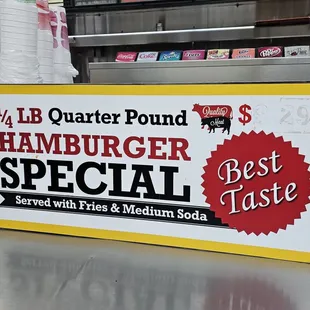 ¼ LB Quarter Pound
HAMBURGER
SPECIAL
Served with Fries & Medium Soda
Quality
Meat
$
Best
Taste